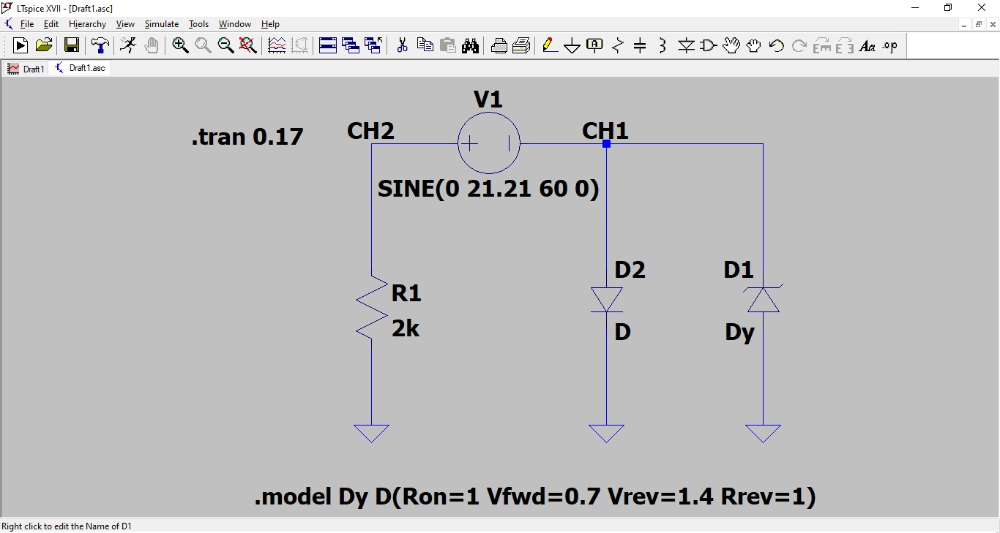 LTspice XVII - [Draft1.asc]
File Edit Hierarchy View Simulate Tools Window Help
A Aa .op
Draft1 Draft1.asc
V1
.tran 0.17 CH2 CH1
SINE(0 21.21 60 0)
D2 D1
R1
2k D Dy
.model Dy D(Ron=1 Vfwd=0.7 Vrev=1.4 Rrev=1)
Right click to edit the Name of D1